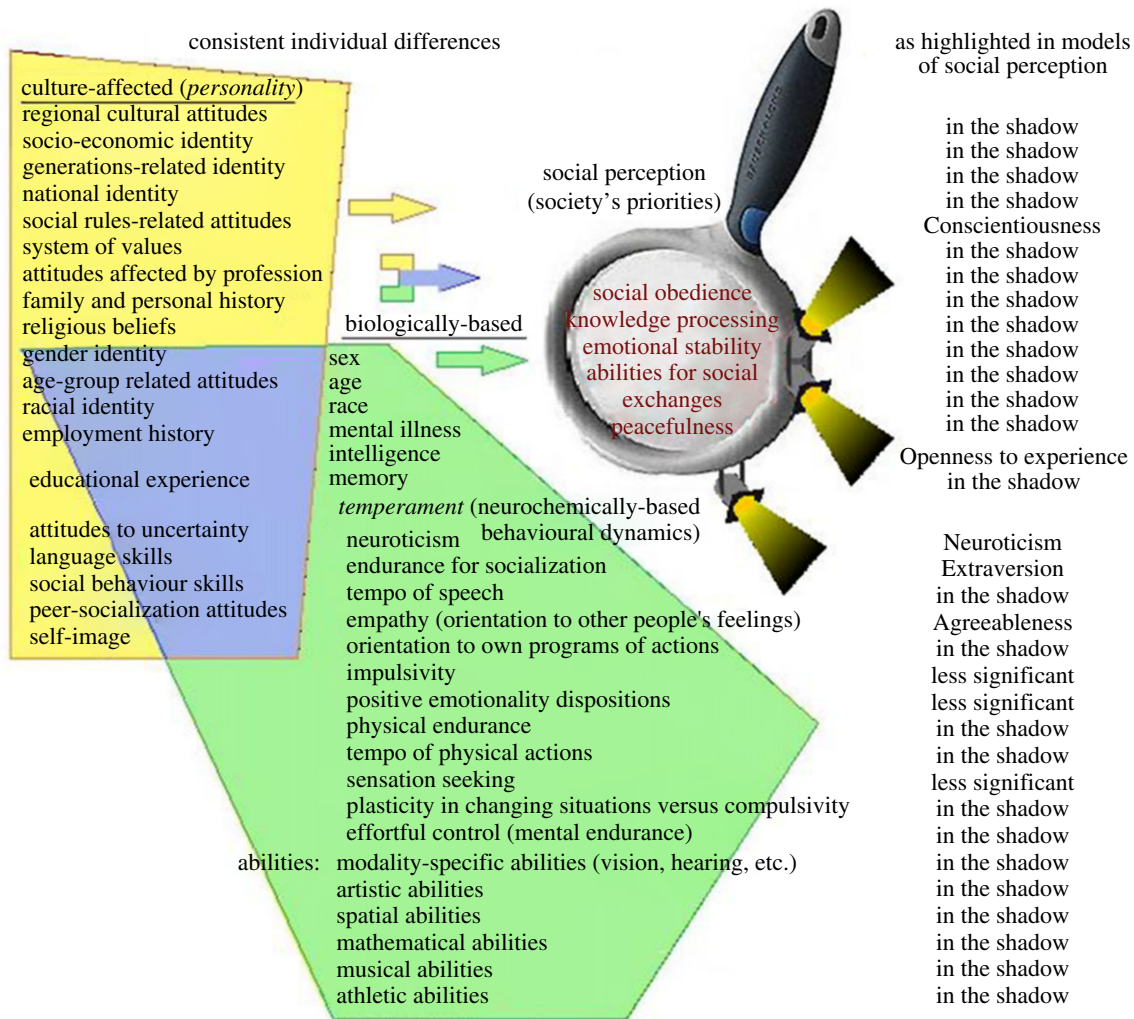 consistent individual differences
as highlighted in models
of social perception
culture-affected (personality)
regional cultural attitudes
socio-economic identity
generations-related identity
national identity
social rules-related attitudes
system of values
attitudes affected by profession
family and personal history
religious beliefs
gender identity
age-group related attitudes
racial identity
employment history
educational experience
attitudes to uncertainty
language skills
social behaviour skills
peer-socialization attitudes
self-image
biologically-based
sex
age
race
mental illness
intelligence
memory
temperament (neurochemically-based
behavioural dynamics)
neuroticism
endurance for socialization
tempo of speech
empathy (orientation to other people's feelings)
orientation to own programs of actions
impulsivity
positive emotionality dispositions
physical endurance
tempo of physical actions
sensation seeking
plasticity in changing situations versus compulsivity
effortful control (mental endurance)
abilities: modality-specific abilities (vision, hearing, etc.)
artistic abilities
spatial abilities
mathematical abilities
musical abilities
athletic abilities
social perception
(society's priorities)
social obedience
knowledge processing
emotional stability
abilities for social
exchanges
peacefulness
in the shadow
in the shadow
in the shadow
in the shadow
Conscientiousness
in the shadow
in the shadow
in the shadow
in the shadow
in the shadow
in the shadow
in the shadow
in the shadow
Openness to experience
in the shadow
Neuroticism
Extraversion
in the shadow
Agreeableness
in the shadow
less significant
less significant
in the shadow
in the shadow
less significant
in the shadow
in the shadow
in the shadow
in the shadow
in the shadow
in the shadow
in the shadow
in the shadow